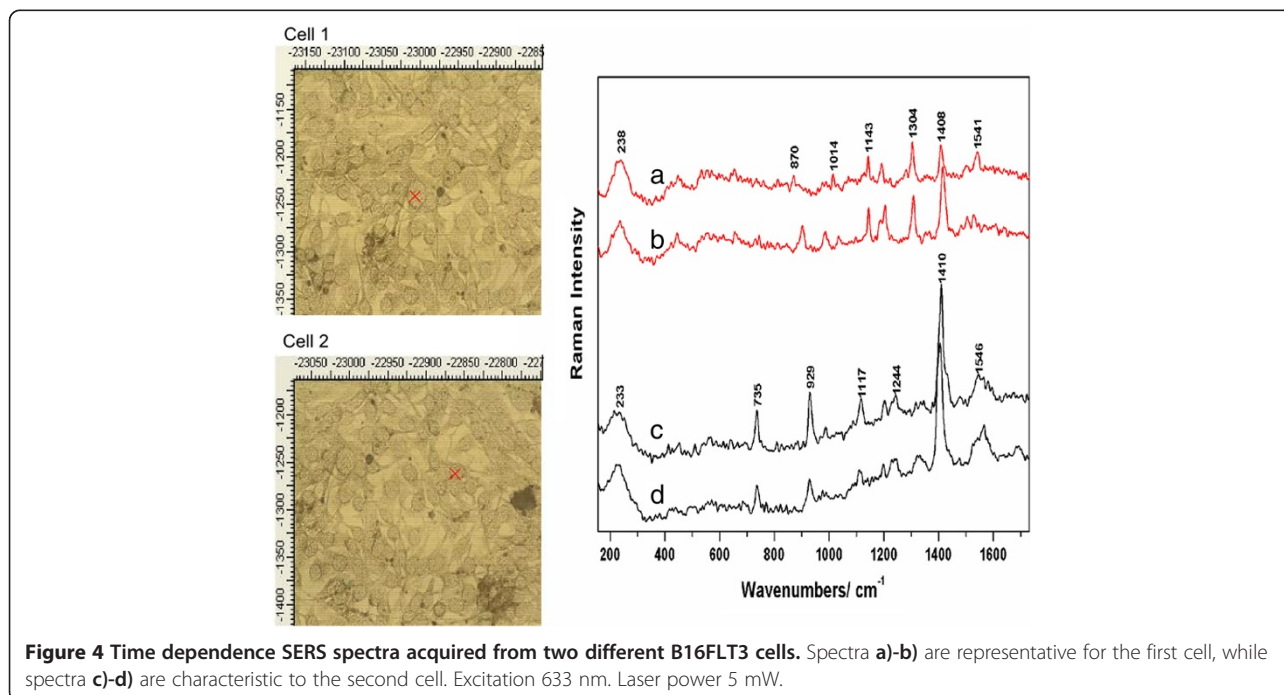 Cell 1
-23150 -23100 -23050 -23000 -22950 -22900 -2285
-1150
-1200
-1250
-1300
-1350
Cell 2
-23050 -23000 -22950 -22900 -22850 -22800 -227
-1200
-1250
-1300
-1350
-1400
Raman Intensity
238
870
1014
1143
1304
1408
1541
a
b
233
735
929
1117
1244
1410
1546
c
d
200 400 600 800 1000 1200 1400 1600
Wavenumbers/ cm-1
Figure 4 Time dependence SERS spectra acquired from two different B16FLT3 cells. Spectra a)-b) are representative for the first cell, while
spectra c)-d) are characteristic to the second cell. Excitation 633 nm. Laser power 5 mW.